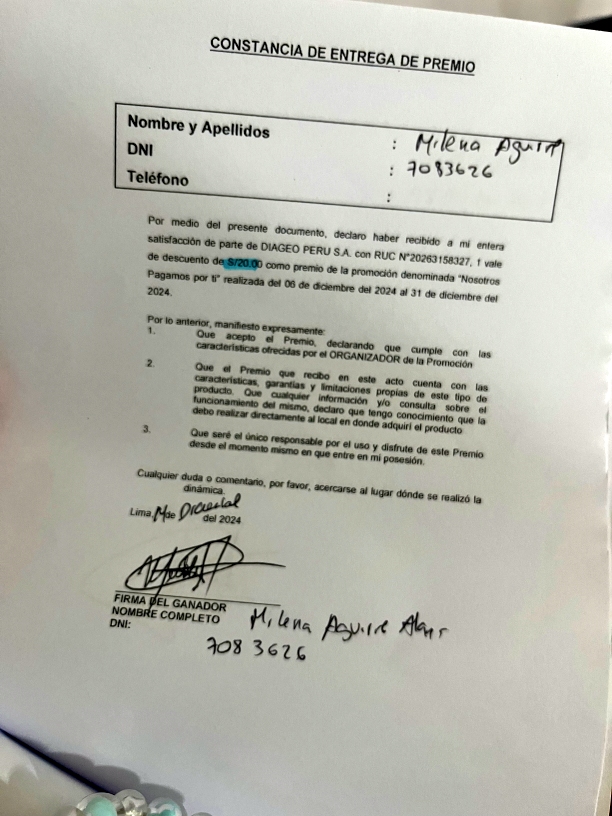 CONSTANCIA DE ENTREGA DE PREMIO
Nombre y Apellidos : Milena Aguirr
DNI : 7083626
Teléfono :
Por medio del presente documento, declaro haber recibido a mi entera
satisfacción de parte de DIAGEO PERU S.A. con RUC N°20263158327, 1 vale
de descuento de S/20.00 como premio de la promoción denominada "Nosotros
Pagamos por ti" realizada del 06 de diciembre del 2024 al 31 de diciembre del
2024.
Por lo anterior, manifiesto expresamente:
1. Que acepto el Premio, declarando que cumple con las
características ofrecidas por el ORGANIZADOR de la Promoción
2. Que el Premio que recibo en este acto cuenta con las
características, garantías y limitaciones propias de este tipo de
producto. Que cualquier información y/o consulta sobre el
funcionamiento del mismo, declaro que tengo conocimiento que la
debo realizar directamente al local en donde adquirí el producto
3. Que seré el único responsable por el uso y disfrute de este Premio
desde el momento mismo en que entre en mi posesión.
Cualquier duda o comentario, por favor, acercarse al lugar dónde se realizó la
dinámica.
Lima, de del 2024
FIRMA DEL GANADOR
NOMBRE COMPLETO Milena Aguirre
DNI:
7083626